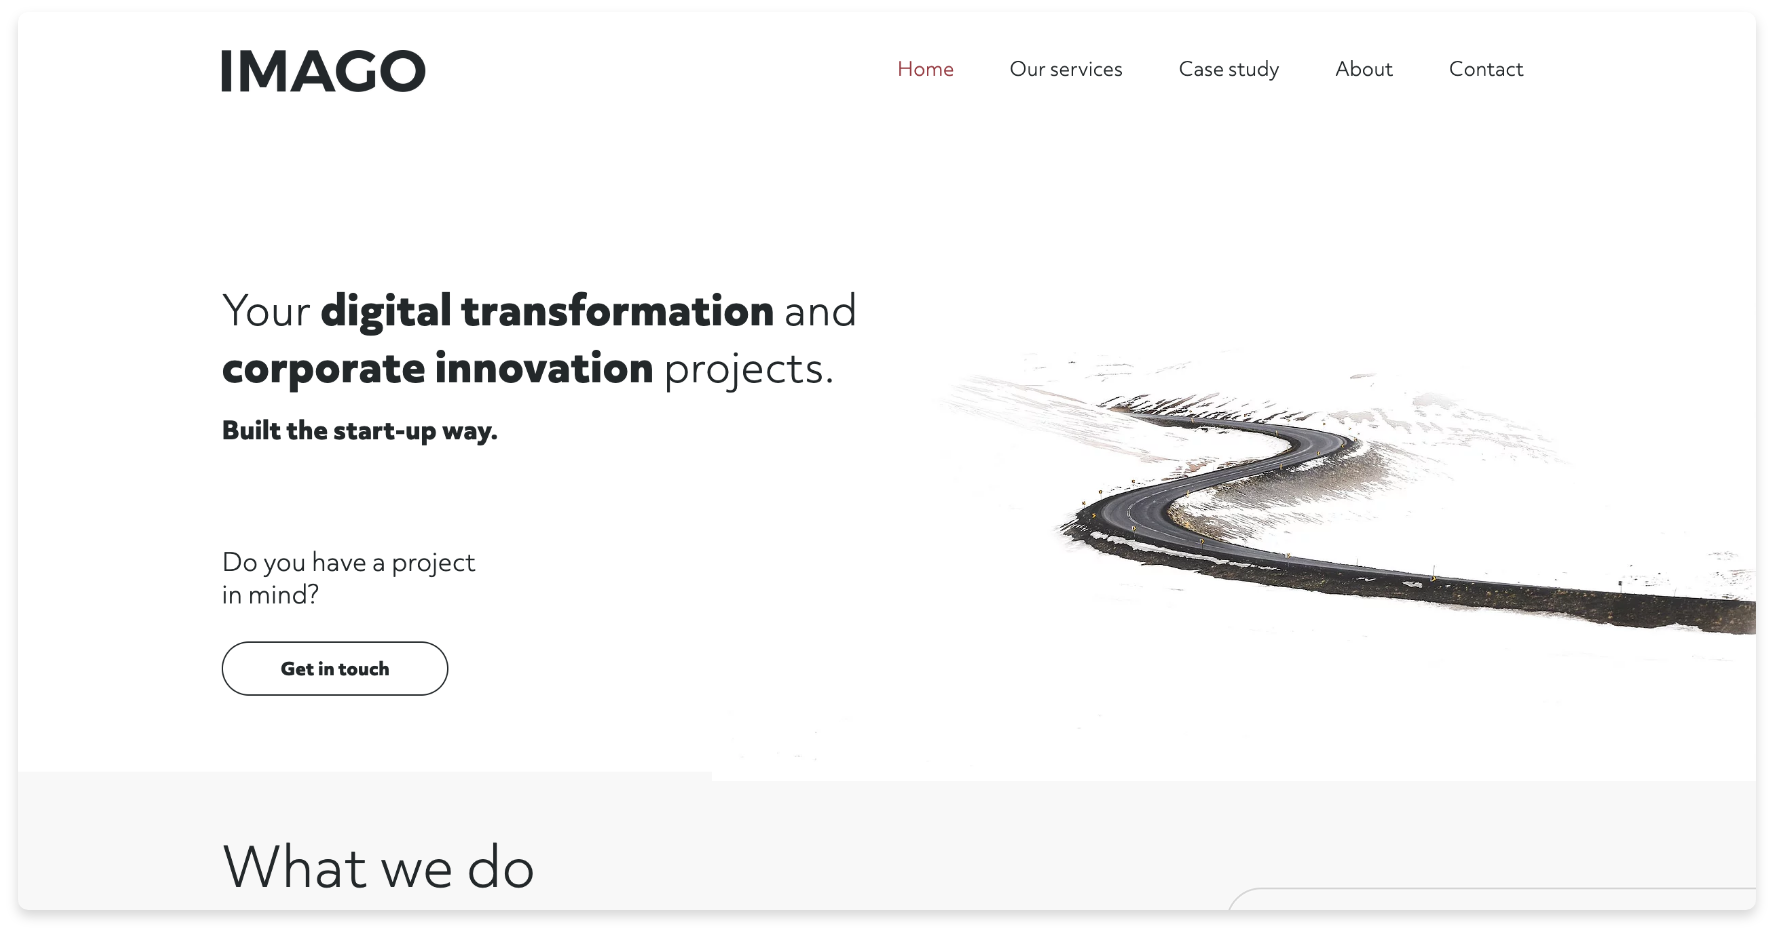 IMAGO
Home
Our services
Case study
About
Contact
Your digital transformation and
corporate innovation projects.
Built the start-up way.
Do you have a project
in mind?
Get in touch
What we do